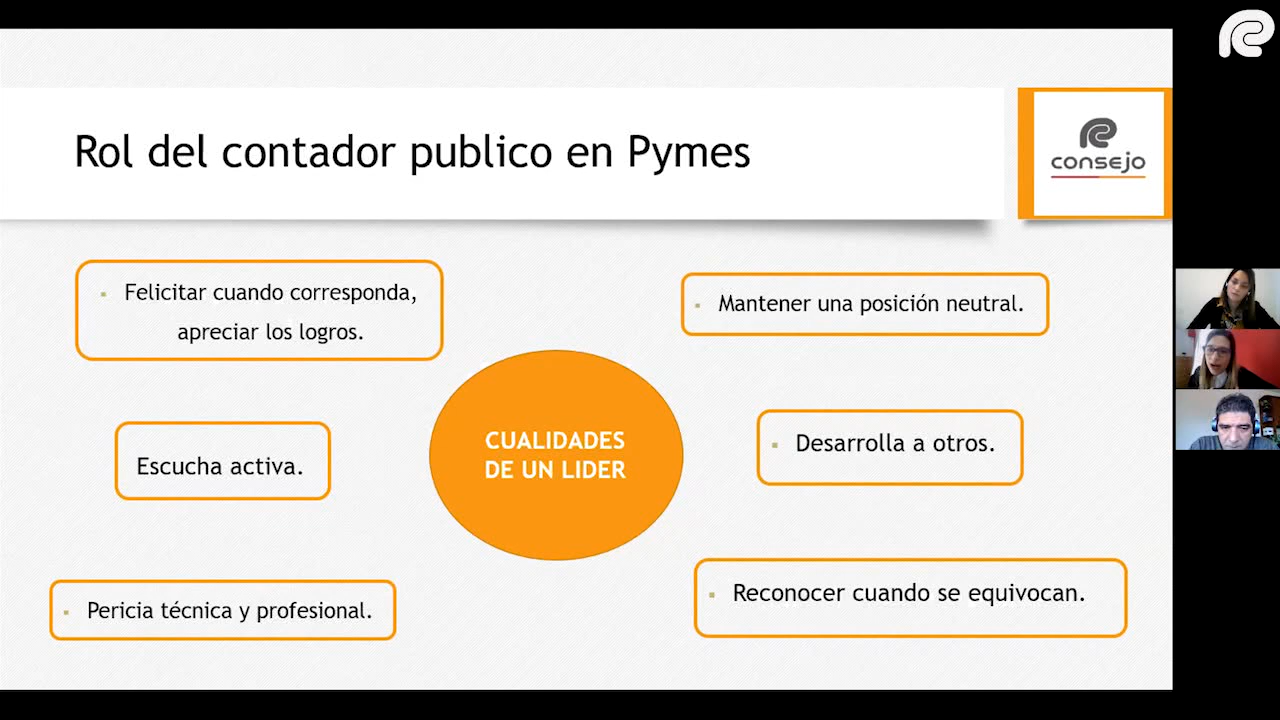 Rol del contador publico en Pymes
consejo
Felicitar cuando corresponda,
apreciar los logros.
Mantener una posición neutral.
Escucha activa.
CUALIDADES
DE UN LIDER
Desarrolla a otros.
Pericia técnica y profesional.
Reconocer cuando se equivocan.